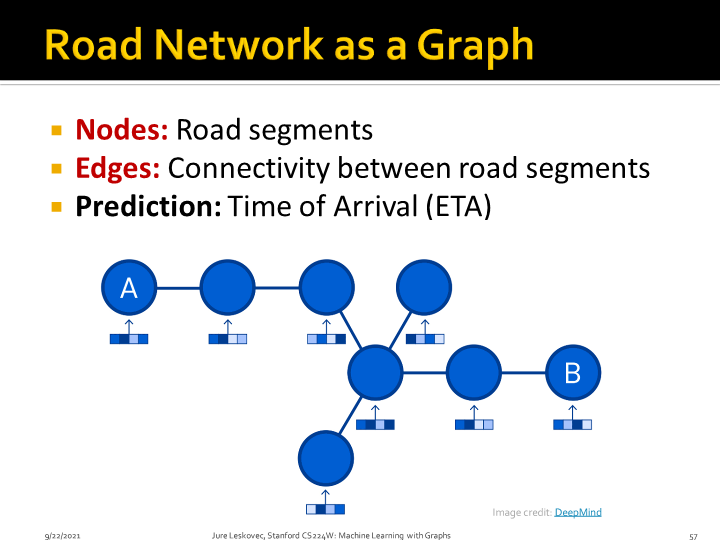 Road Network as a Graph
Nodes: Road segments
Edges: Connectivity between road segments
Prediction: Time of Arrival (ETA)
A
B
Image credit: DeepMind
9/22/2021
Jure Leskovec, Stanford CS224W: Machine Learning with Graphs
57